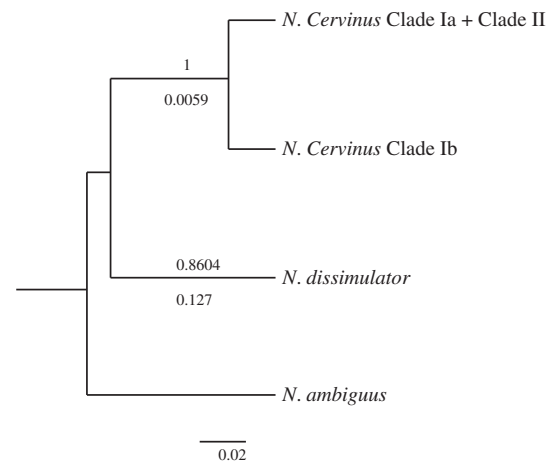 N. Cervinus Clade Ia + Clade II
1
0.0059
N. Cervinus Clade Ib
0.8604
N. dissimulator
0.127
N. ambiguus
0.02